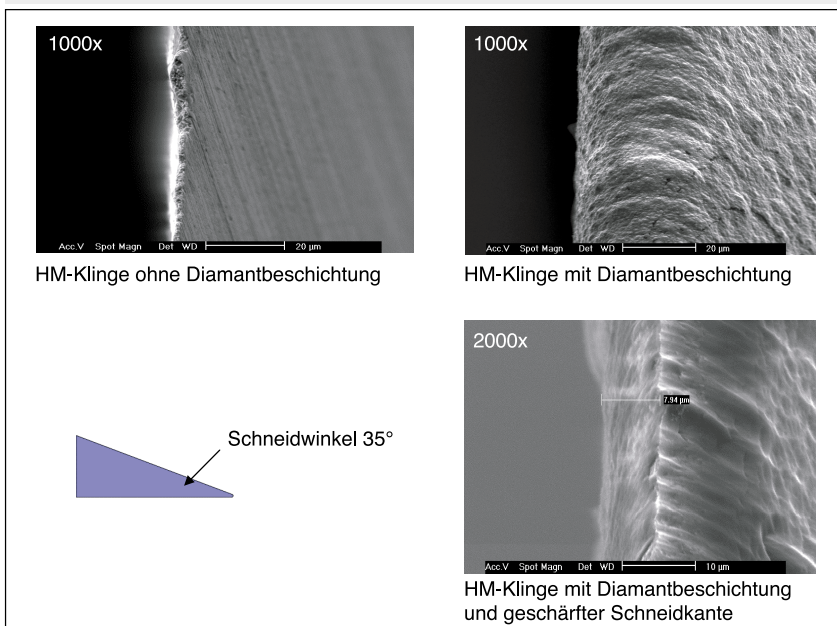 1000x
Acc.V Spot Magn Det WD 20 µm
HM-Klinge ohne Diamantbeschichtung
1000x
Acc.V Spot Magn Det WD 20 µm
HM-Klinge mit Diamantbeschichtung
Schneidwinkel 35°
2000x
7.94 µm
Acc.V Spot Magn Det WD 10 µm
HM-Klinge mit Diamantbeschichtung
und geschärfter Schneidkante